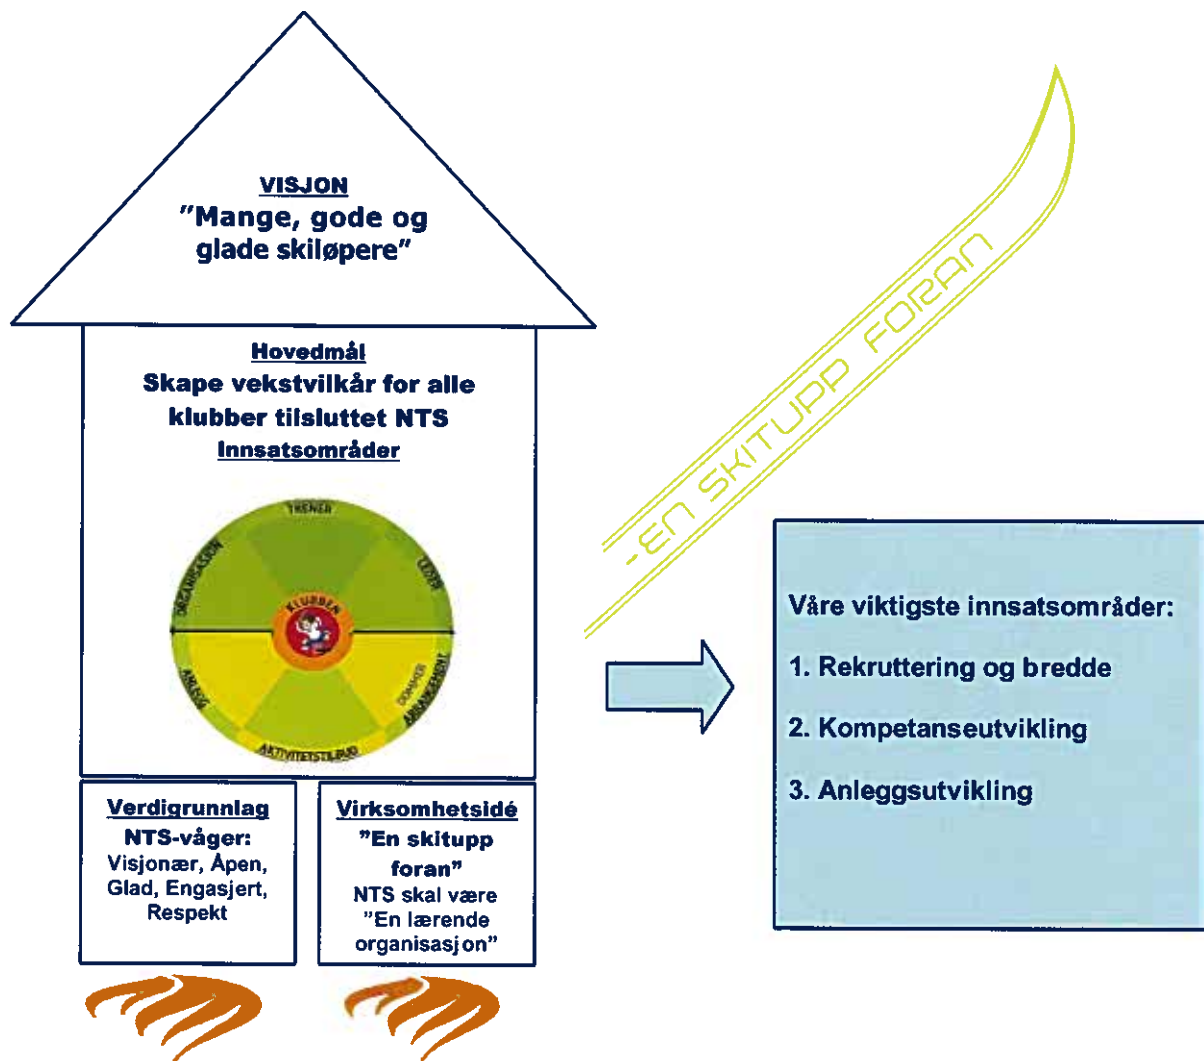 VISJON
”Mange, gode og
glade skiløpere”
Hovedmål
Skape vekstvilkår for alle
klubber tilsluttet NTS
Innsatsområder
TRENER
ORGANISASJON
LEDER
KLUBBEN
ANLEGG
DOMMER
ARRANGEMENT
AKTIVITETSTILBUD
Verdigrunnlag
NTS-våger:
Visjonær, Åpen,
Glad, Engasjert,
Respekt
Virksomhetsidé
”En skitupp
foran”
NTS skal være
”En lærende
organisasjon”
-EN SKITUPP FORAN
Våre viktigste innsatsområder:
1. Rekruttering og bredde
2. Kompetanseutvikling
3. Anleggsutvikling